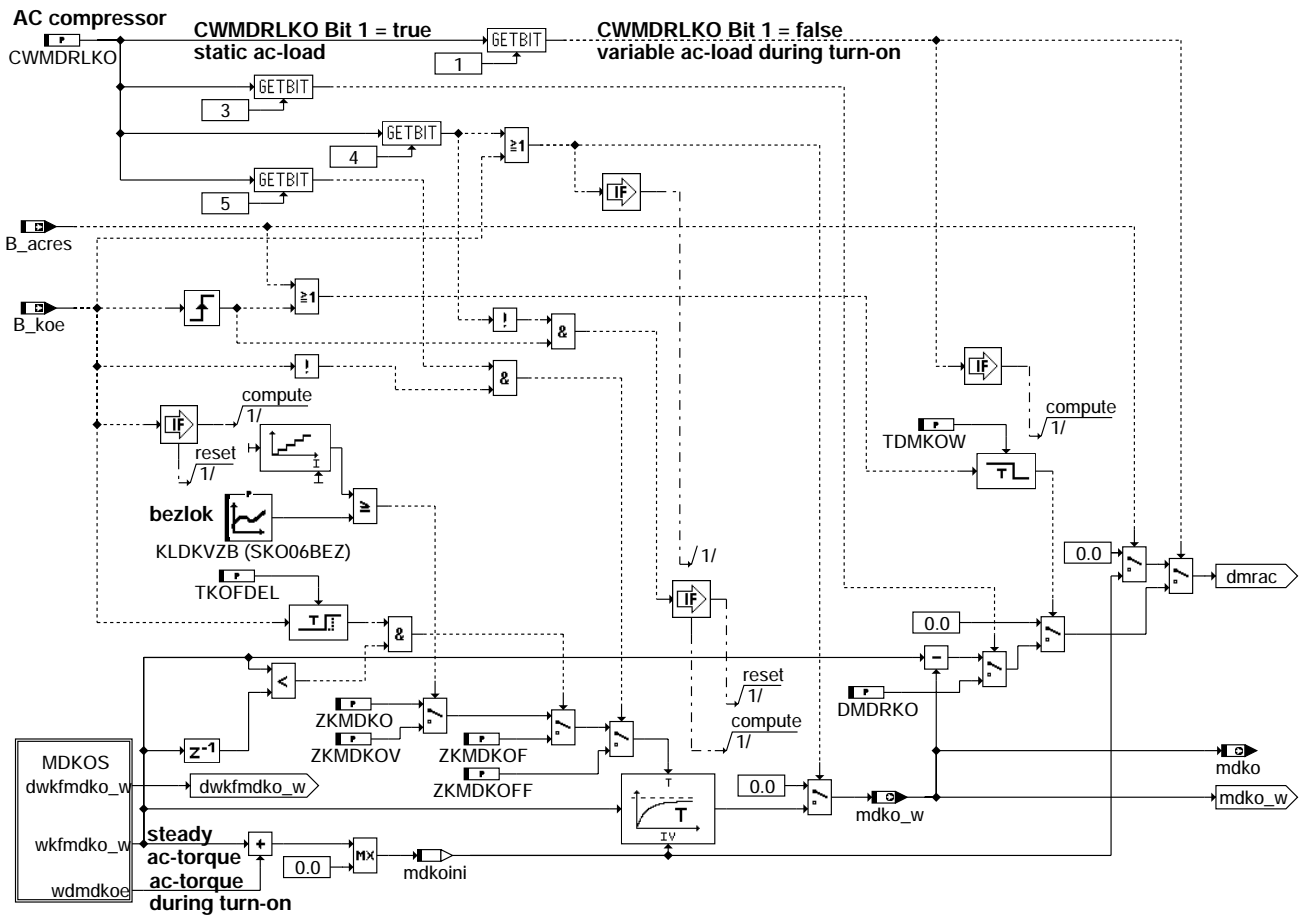 AC compressor
P
CWMDRLKO
CWMDRLKO Bit 1 = true
static ac-load
GETBIT
1
CWMDRLKO Bit 1 = false
variable ac-load during turn-on
GETBIT
3
GETBIT
4
≥1
GETBIT
5
IF
B_acres
≥1
B_koe
!
&
!
&
IF
compute
1/
IF
compute
1/
reset
1/
I
P
TDMKOW
T
bezlok
P
≥
KLDKVZB (SKO06BEZ)
1/
0.0
dmrac
P
TKOFDEL
IF
T
&
0.0
<
-
reset
1/
P
ZKMDKO
P
DMDRKO
P
ZKMDKOV
P
ZKMDKOF
compute
1/
z-1
P
ZKMDKOFF
MDKOS
mdko
T
dwkfmdko_w
dwkfmdko_w
0.0
T
mdko_w
mdko_w
IV
wkfmdko_w
steady
ac-torque
+
0.0
MX
mdkoini
wdmdkoe
ac-torque
during turn-on